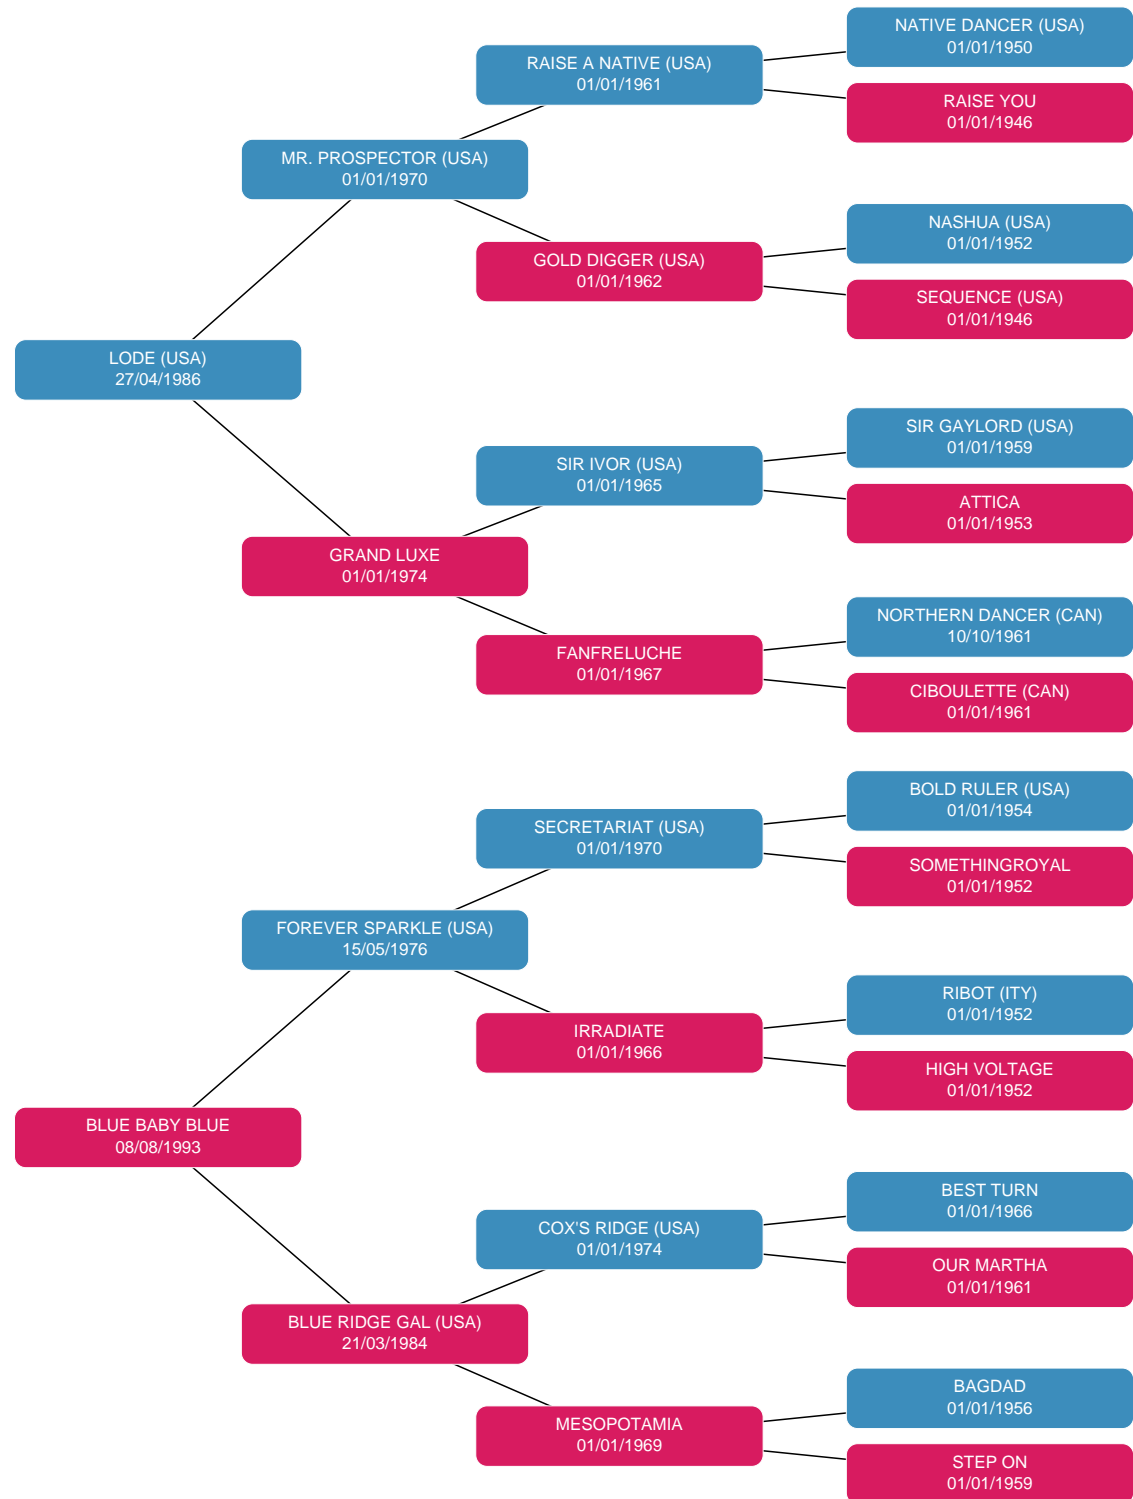 NATIVE DANCER (USA)
01/01/1950
RAISE A NATIVE (USA)
01/01/1961
RAISE YOU
01/01/1946
MR. PROSPECTOR (USA)
01/01/1970
NASHUA (USA)
01/01/1952
GOLD DIGGER (USA)
01/01/1962
SEQUENCE (USA)
01/01/1946
LODE (USA)
27/04/1986
SIR GAYLORD (USA)
01/01/1959
SIR IVOR (USA)
01/01/1965
ATTICA
01/01/1953
GRAND LUXE
01/01/1974
NORTHERN DANCER (CAN)
10/10/1961
FANFRELUCHE
01/01/1967
CIBOULETTE (CAN)
01/01/1961
BOLD RULER (USA)
01/01/1954
SECRETARIAT (USA)
01/01/1970
SOMETHINGROYAL
01/01/1952
FOREVER SPARKLE (USA)
15/05/1976
RIBOT (ITY)
01/01/1952
IRRADIATE
01/01/1966
HIGH VOLTAGE
01/01/1952
BLUE BABY BLUE
08/08/1993
BEST TURN
01/01/1966
COX'S RIDGE (USA)
01/01/1974
OUR MARTHA
01/01/1961
BLUE RIDGE GAL (USA)
21/03/1984
BAGDAD
01/01/1956
MESOPOTAMIA
01/01/1969
STEP ON
01/01/1959